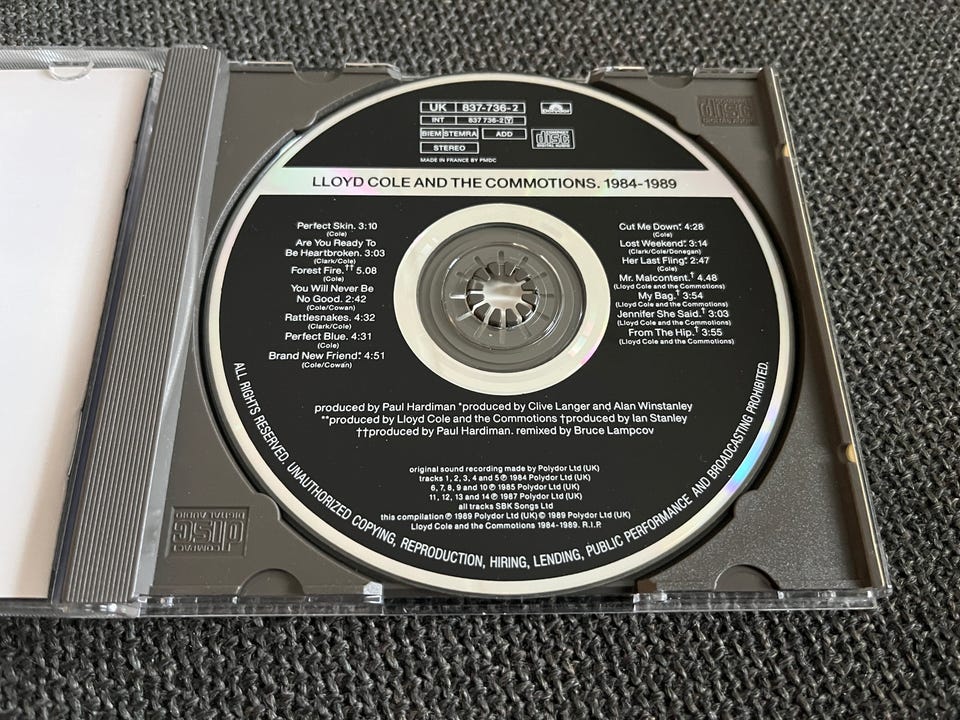 UK 837-736-2
INT 837 736-2 Y
BIEM STEMRA ADD
STEREO
COMPACT
disc
DIGITAL AUDIO
MADE IN FRANCE BY PMDC
LLOYD COLE AND THE COMMOTIONS. 1984-1989
Perfect Skin. 3:10
(Cole)
Are You Ready To
Be Heartbroken. 3:03
(Clark/Cole)
Forest Fire.†† 5.08
(Cole)
You Will Never Be
No Good. 2:42
(Cole/Cowan)
Rattlesnakes. 4:32
(Clark/Cole)
Perfect Blue. 4:31
(Cole)
Brand New Friend.* 4:51
(Cole/Cowan)
Cut Me Down.* 4:28
(Cole)
Lost Weekend.* 3:14
(Clark/Cole/Donegan)
Her Last Fling.** 2:47
(Cole)
Mr. Malcontent.† 4.48
(Lloyd Cole and the Commotions)
My Bag.† 3:54
(Lloyd Cole and the Commotions)
Jennifer She Said.† 3:03
(Lloyd Cole and the Commotions)
From The Hip.† 3:55
(Lloyd Cole and the Commotions)
produced by Paul Hardiman *produced by Clive Langer and Alan Winstanley
**produced by Lloyd Cole and the Commotions †produced by Ian Stanley
††produced by Paul Hardiman. remixed by Bruce Lampcov
original sound recording made by Polydor Ltd (UK)
tracks 1, 2, 3, 4 and 5 ℗ 1984 Polydor Ltd (UK)
6, 7, 8, 9 and 10 ℗ 1985 Polydor Ltd (UK)
11, 12, 13 and 14 ℗ 1987 Polydor Ltd (UK)
all tracks SBK Songs Ltd
this compilation ℗ 1989 Polydor Ltd (UK) © 1989 Polydor Ltd (UK)
Lloyd Cole and the Commotions 1984-1989. R.I.P.
ALL RIGHTS RESERVED. UNAUTHORIZED COPYING, REPRODUCTION, HIRING, LENDING, PUBLIC PERFORMANCE AND BROADCASTING PROHIBITED.
COMPACT
disc
DIGITAL AUDIO
disc
DIGITAL AUDIO